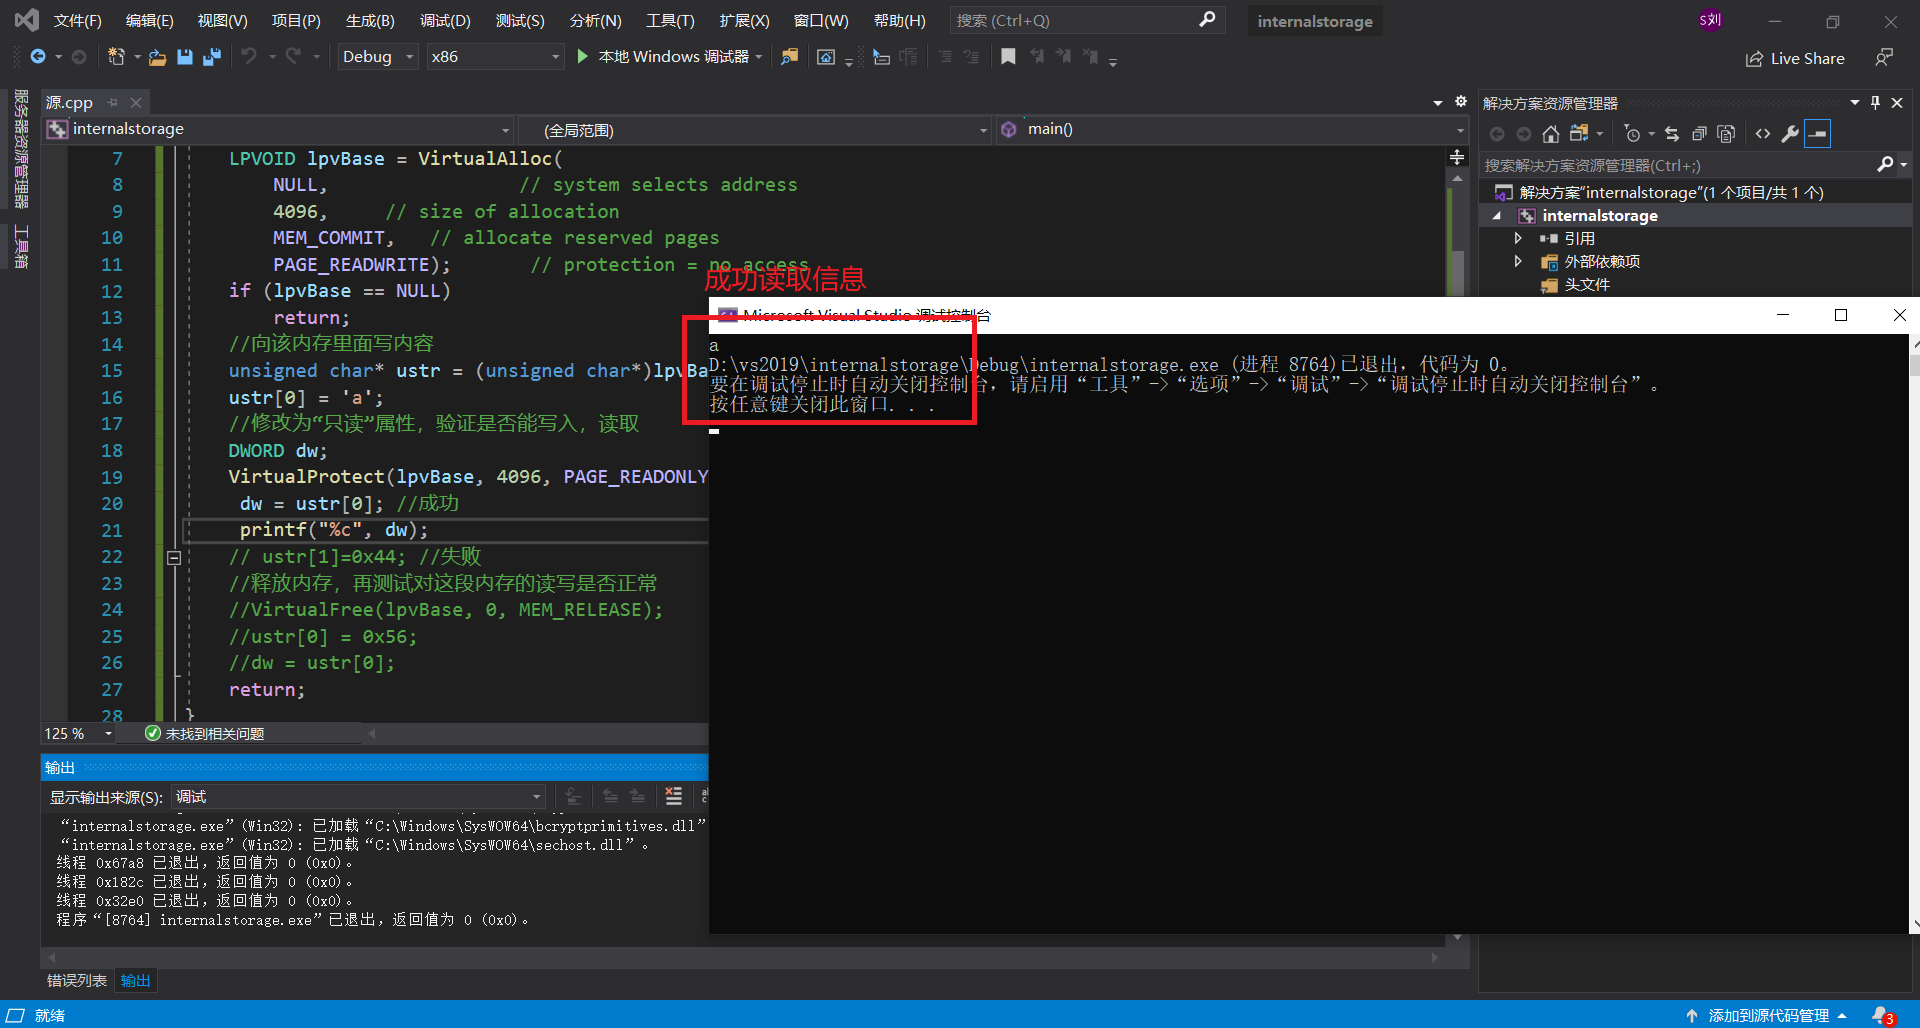 文件(F) 编辑(E) 视图(V) 项目(P) 生成(B) 调试(D) 测试(S) 分析(N) 工具(T) 扩展(X) 窗口(W) 帮助(H) 搜索 (Ctrl+Q) internalstorage S刘
Debug x86 本地 Windows 调试器 Live Share
服务器资源管理器
工具箱
源.cpp
internalstorage (全局范围) main()
7 LPVOID lpvBase = VirtualAlloc(
8 NULL, // system selects address
9 4096, // size of allocation
10 MEM_COMMIT, // allocate reserved pages
11 PAGE_READWRITE); // protection = no access
12 if (lpvBase == NULL)
13 return;
14 //向该内存里面写内容
15 unsigned char* ustr = (unsigned char*)lpvBa
16 ustr[0] = 'a';
17 //修改为“只读”属性，验证是否能写入，读取
18 DWORD dw;
19 VirtualProtect(lpvBase, 4096, PAGE_READONLY
20 dw = ustr[0]; //成功
21 printf("%c", dw);
22 // ustr[1]=0x44; //失败
23 //释放内存，再测试对这段内存的读写是否正常
24 //VirtualFree(lpvBase, 0, MEM_RELEASE);
25 //ustr[0] = 0x56;
26 //dw = ustr[0];
27 return;
28 }
125 % 未找到相关问题
成功读取信息
Microsoft Visual Studio 调试控制台
a
D:\vs2019\internalstorage\Debug\internalstorage.exe (进程 8764)已退出，代码为 0。
要在调试停止时自动关闭控制台，请启用“工具”->“选项”->“调试”->“调试停止时自动关闭控制台”。
按任意键关闭此窗口. . .
解决方案资源管理器
搜索解决方案资源管理器(Ctrl+;)
解决方案"internalstorage"(1 个项目/共 1 个)
internalstorage
引用
外部依赖项
头文件
输出
显示输出来源(S): 调试
“internalstorage.exe”(Win32): 已加载“C:\Windows\SysWOW64\bcryptprimitives.dll”
“internalstorage.exe”(Win32): 已加载“C:\Windows\SysWOW64\sechost.dll”。
线程 0x67a8 已退出，返回值为 0 (0x0)。
线程 0x182c 已退出，返回值为 0 (0x0)。
线程 0x32e0 已退出，返回值为 0 (0x0)。
程序“[8764] internalstorage.exe”已退出，返回值为 0 (0x0)。
错误列表 输出
就绪 添加到源代码管理 3